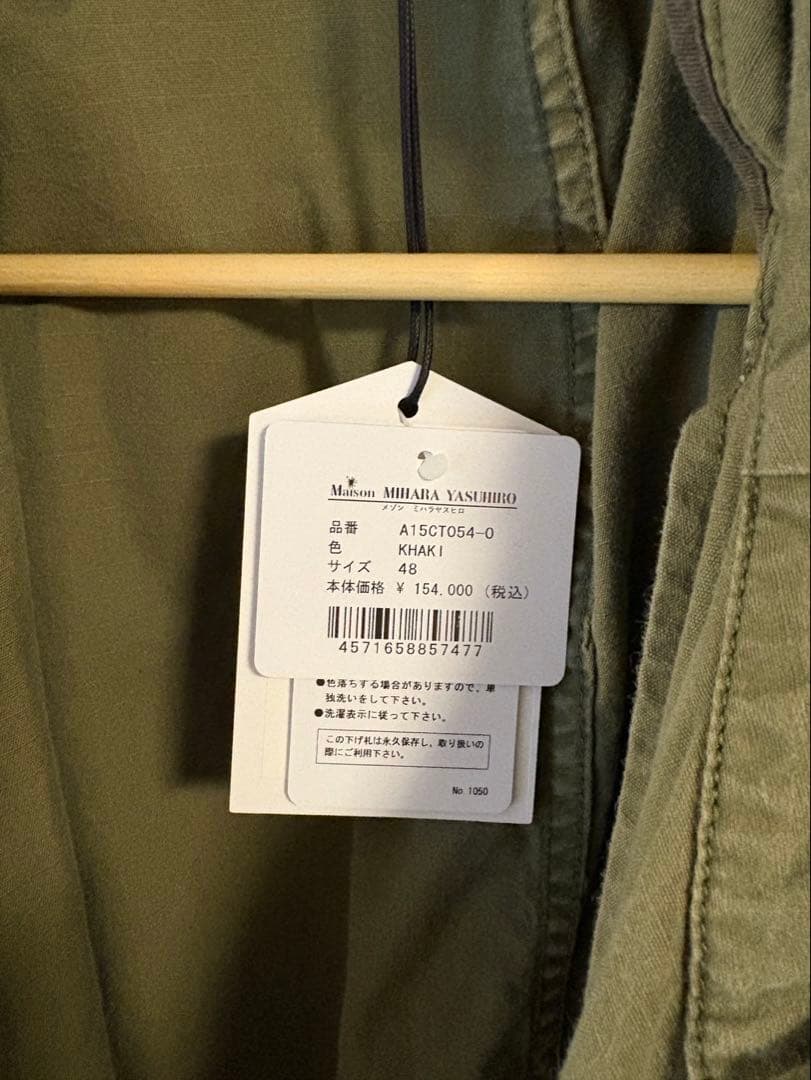 Maison MIHARA YASUHIRO
メゾン ミハラヤスヒロ
品番 A15CT054-0
色 KHAKI
サイズ 48
本体価格 ¥ 154.000 (税込)
4571658857477
●色落ちする場合がありますので、単
独洗いをして下さい。
●洗濯表示に従って下さい。
この下げ札は永久保存し、取り扱いの
際にご利用下さい。
No.1050